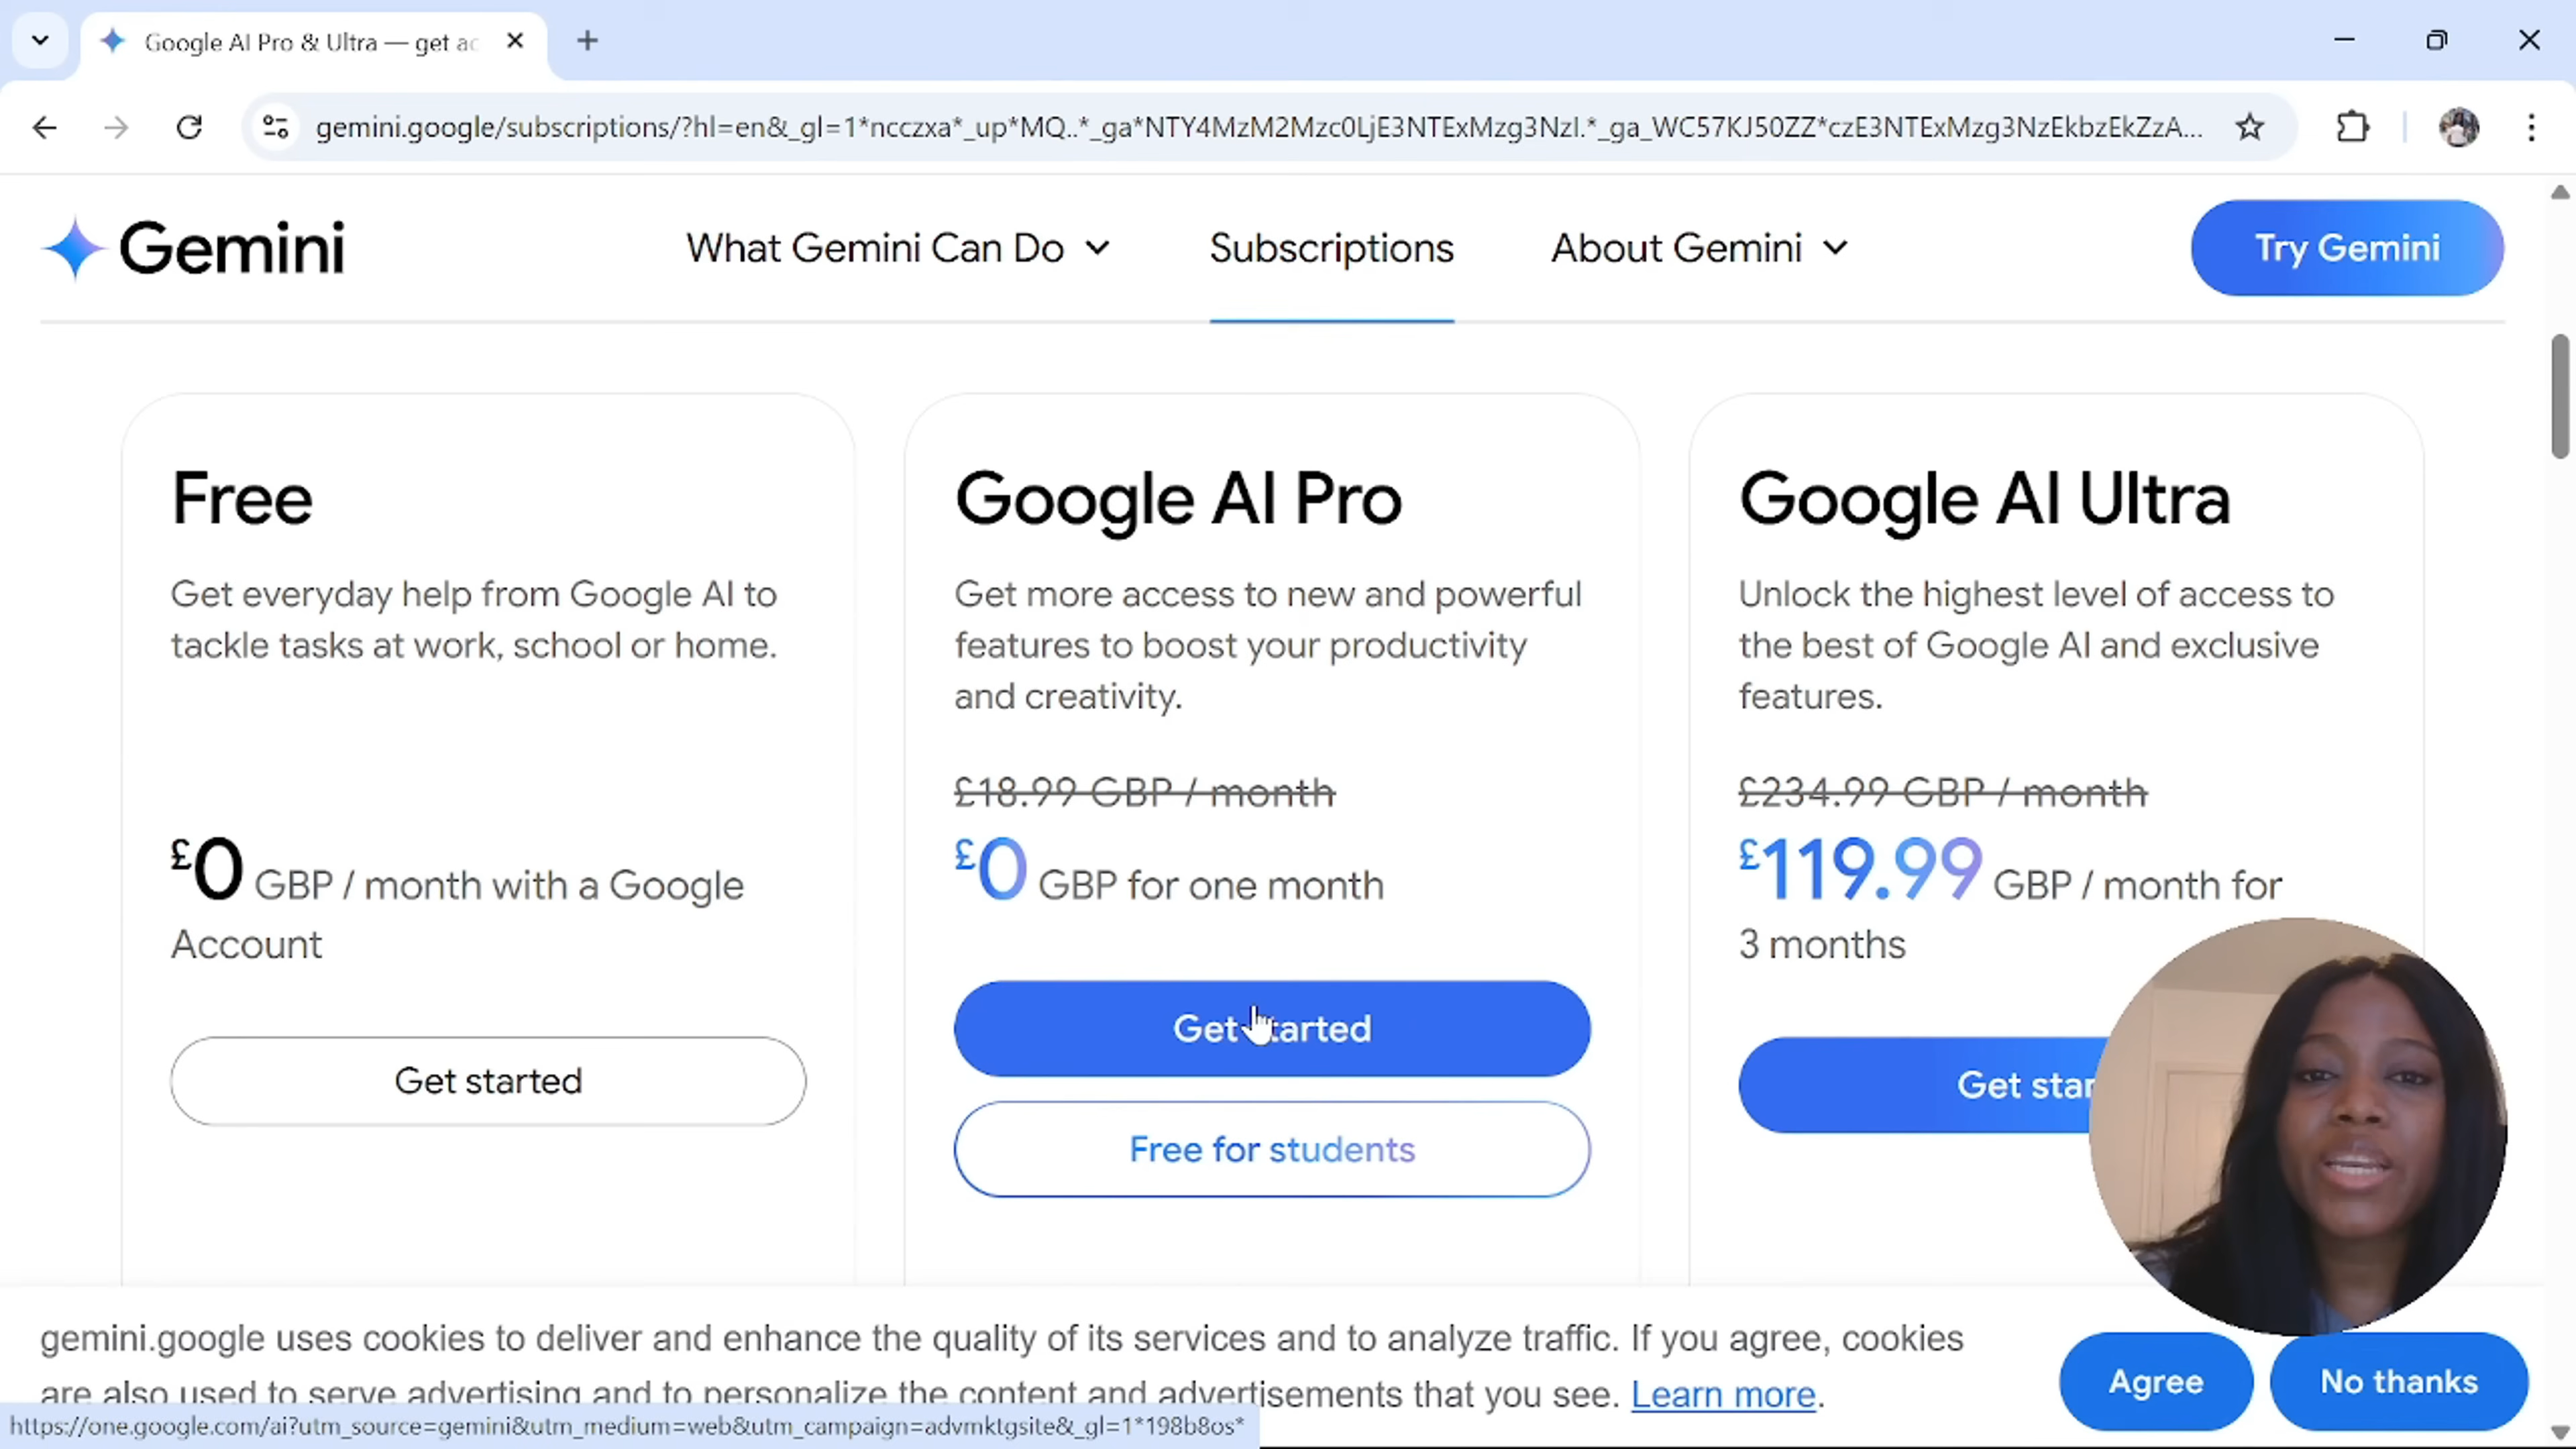 Google AI Pro & Ultra — get ac
gemini.google/subscriptions/?hl=en&_gl=1*ncczxa*_up*MQ..*_ga*NTY4MzM2Mzc0LjE3NTExMzg3NzI.*_ga_WC57KJ50ZZ*czE3NTExMzg3NzEkbzEkZzA...
Gemini
What Gemini Can Do
Subscriptions
About Gemini
Try Gemini
Free
Get everyday help from Google AI to
tackle tasks at work, school or home.
£0 GBP / month with a Google
Account
Get started
Google AI Pro
Get more access to new and powerful
features to boost your productivity
and creativity.
£18.99 GBP / month
£0 GBP for one month
Get started
Free for students
Google AI Ultra
Unlock the highest level of access to
the best of Google AI and exclusive
features.
£234.99 GBP / month
£119.99 GBP / month for
3 months
Get star
gemini.google uses cookies to deliver and enhance the quality of its services and to analyze traffic. If you agree, cookies
are also used to serve advertising and to personalize the content and advertisements that you see. Learn more.
Agree
No thanks
https://one.google.com/ai?utm_source=gemini&utm_medium=web&utm_campaign=advmktgsite&_gl=1*198b8os*